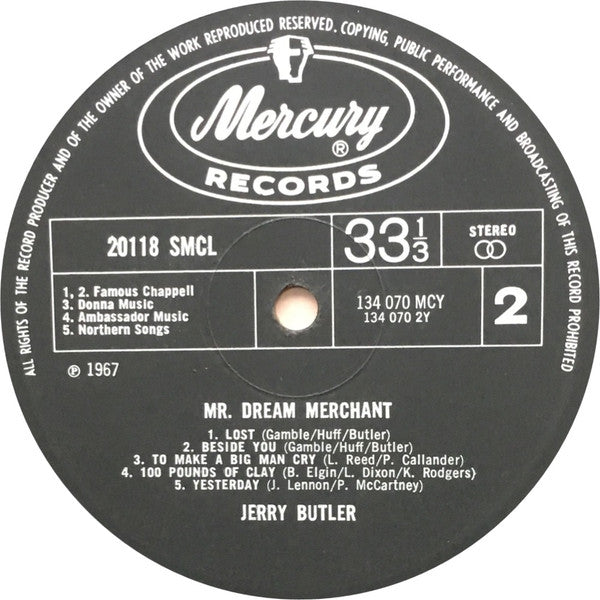 ALL RIGHTS OF THE RECORD PRODUCER AND OF THE OWNER OF THE WORK REPRODUCED RESERVED. COPYING, PUBLIC PERFORMANCE AND BROADCASTING OF THIS RECORD PROHIBITED
Mercury ®
RECORDS
20118 SMCL
33 1/3
STEREO
1, 2. Famous Chappell
3. Donna Music
4. Ambassador Music
5. Northern Songs
134 070 MCY
134 070 2Y
2
℗ 1967
MR. DREAM MERCHANT
1. LOST (Gamble/Huff/Butler)
2. BESIDE YOU (Gamble/Huff/Butler)
3. TO MAKE A BIG MAN CRY (L. Reed/P. Callander)
4. 100 POUNDS OF CLAY (B. Elgin/L. Dixon/K. Rodgers}
5. YESTERDAY (J. Lennon/P. McCartney)
JERRY BUTLER